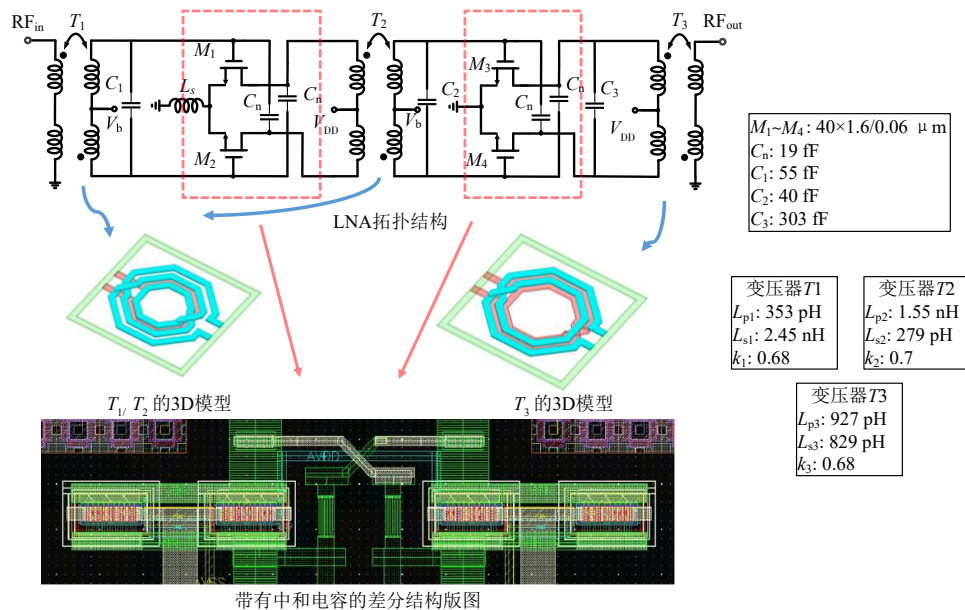 RFin
T1
T2
T3
RFout
M1
M3
Ls
C1
Cn
Cn
C2
Cn
Cn
C3
Vb
VDD
Vb
VDD
M2
M4
LNA拓扑结构
M1~M4: 40×1.6/0.06 μm
Cn: 19 fF
C1: 55 fF
C2: 40 fF
C3: 303 fF
变压器T1
Lp1: 353 pH
Ls1: 2.45 nH
k1: 0.68
变压器T2
Lp2: 1.55 nH
Ls2: 279 pH
k2: 0.7
变压器T3
Lp3: 927 pH
Ls3: 829 pH
k3: 0.68
T1/ T2 的3D模型
T3 的3D模型
AVDD
AVSS
带有中和电容的差分结构版图